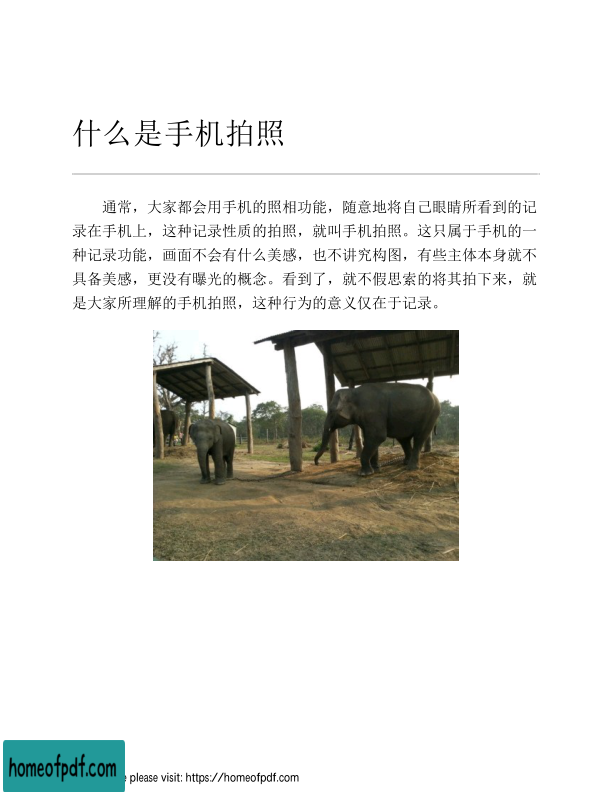 什么是手机拍照
通常，大家都会用手机的照相功能，随意地将自己眼睛所看到的记
录在手机上，这种记录性质的拍照，就叫手机拍照。这只属于手机的一
种记录功能，画面不会有什么美感，也不讲究构图，有些主体本身就不
具备美感，更没有曝光的概念。看到了，就不假思索的将其拍下来，就
是大家所理解的手机拍照，这种行为的意义仅在于记录。
homeofpdf.com
please visit: https://homeofpdf.com